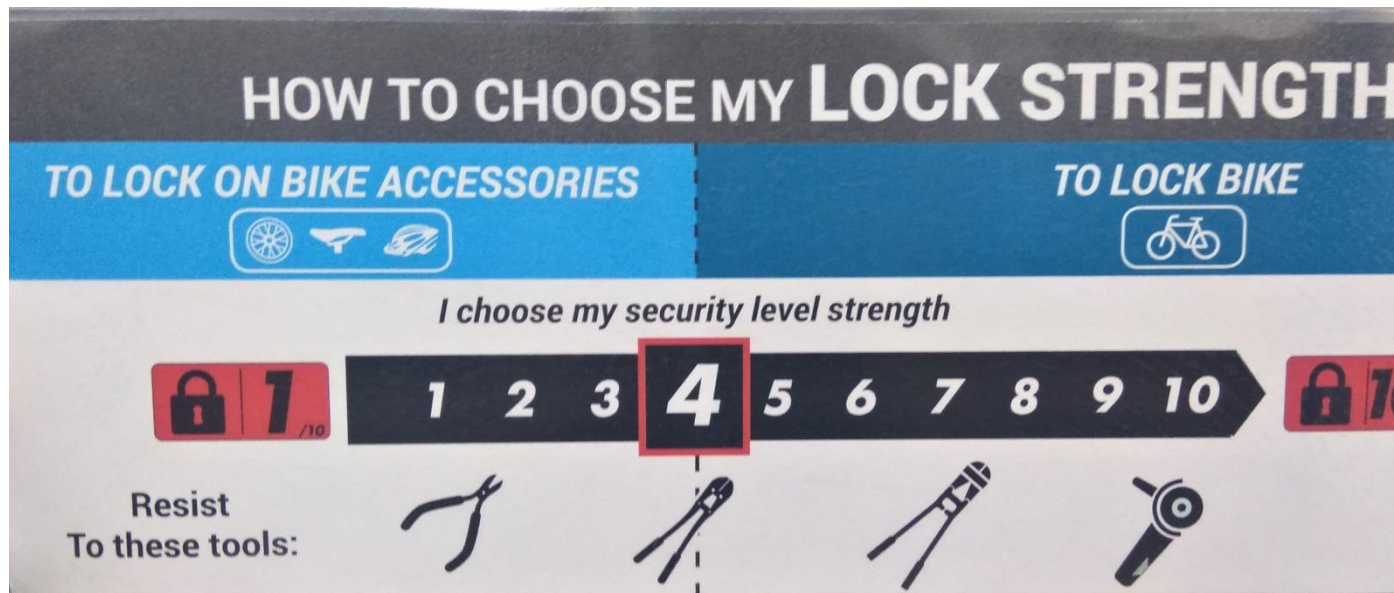 HOW TO CHOOSE MY LOCK STRENGTH
TO LOCK ON BIKE ACCESSORIES
TO LOCK BIKE
I choose my security level strength
1 /10
1 2 3 4 5 6 7 8 9 10
Resist
To these tools: